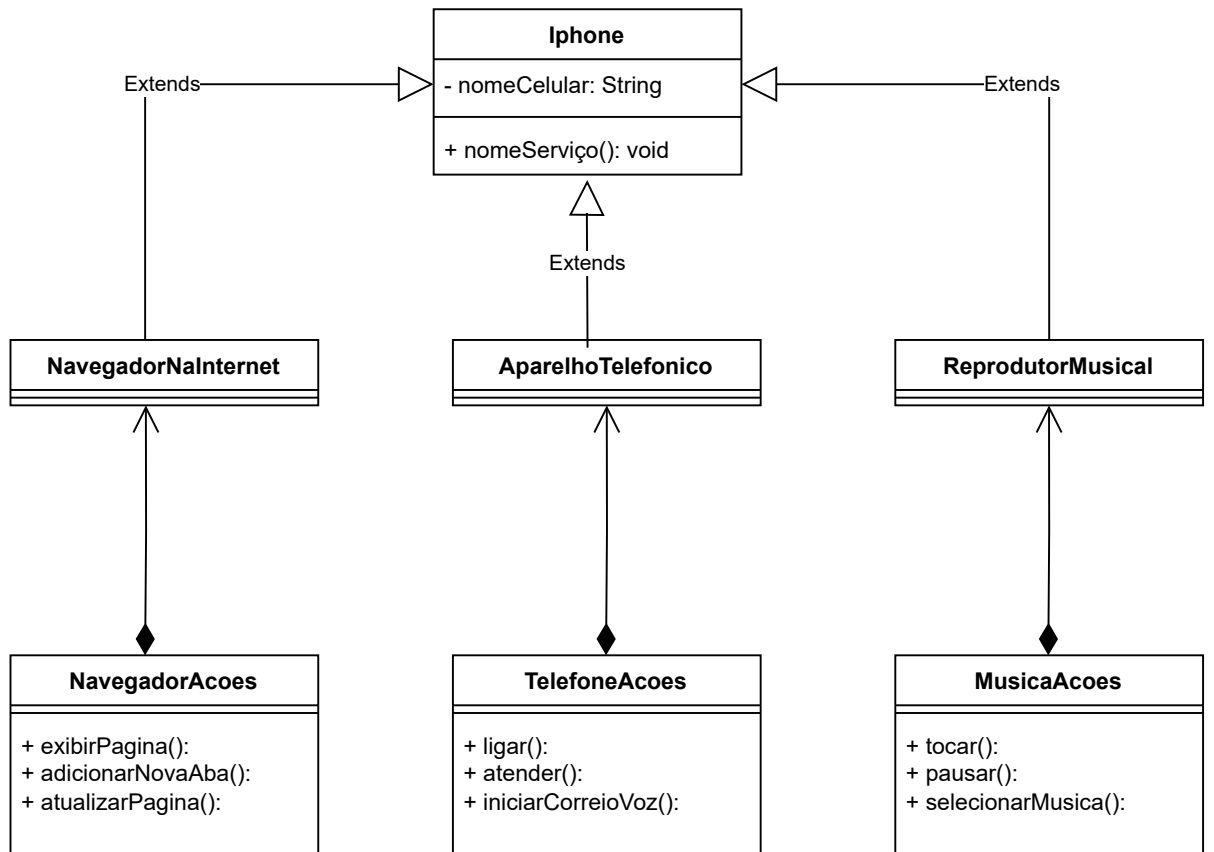 Iphone
- nomeCelular: String
+ nomeServiço(): void
Extends
Extends
Extends
NavegadorNaInternet
AparelhoTelefonico
ReprodutorMusical
NavegadorAcoes
+ exibirPagina():
+ adicionarNovaAba():
+ atualizarPagina():
TelefoneAcoes
+ ligar():
+ atender():
+ iniciarCorreioVoz():
MusicaAcoes
+ tocar():
+ pausar():
+ selecionarMusica():